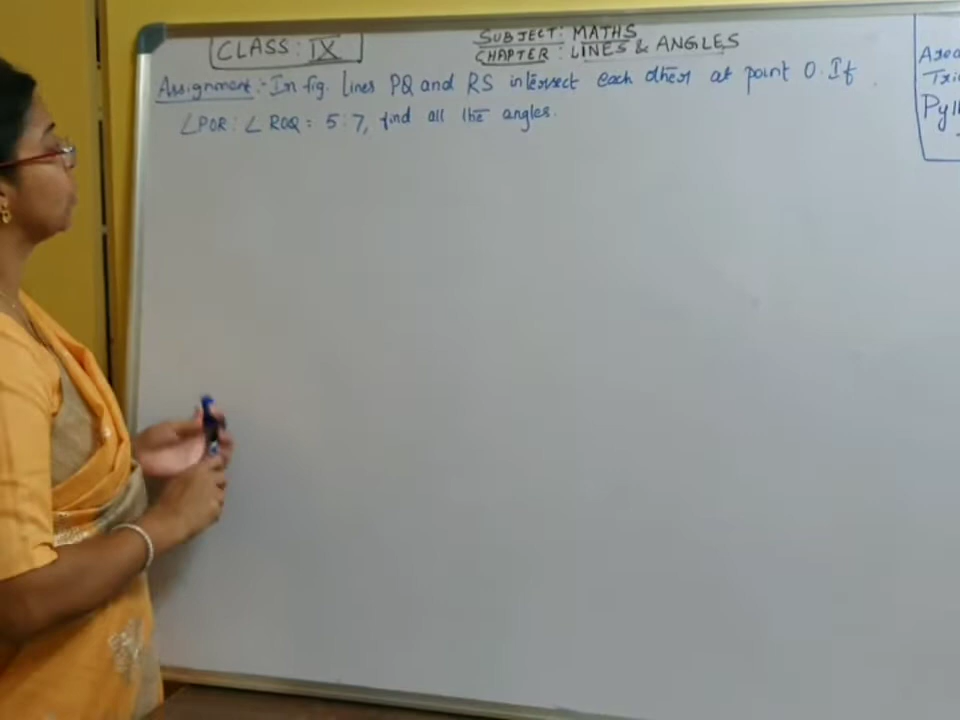 CLASS: IX
SUBJECT: MATHS
CHAPTER: LINES & ANGLES
Assignment:- In fig. lines PQ and RS intersect each other at point O. If
∠POR: ∠ROQ = 5:7, find all the angles.
Area